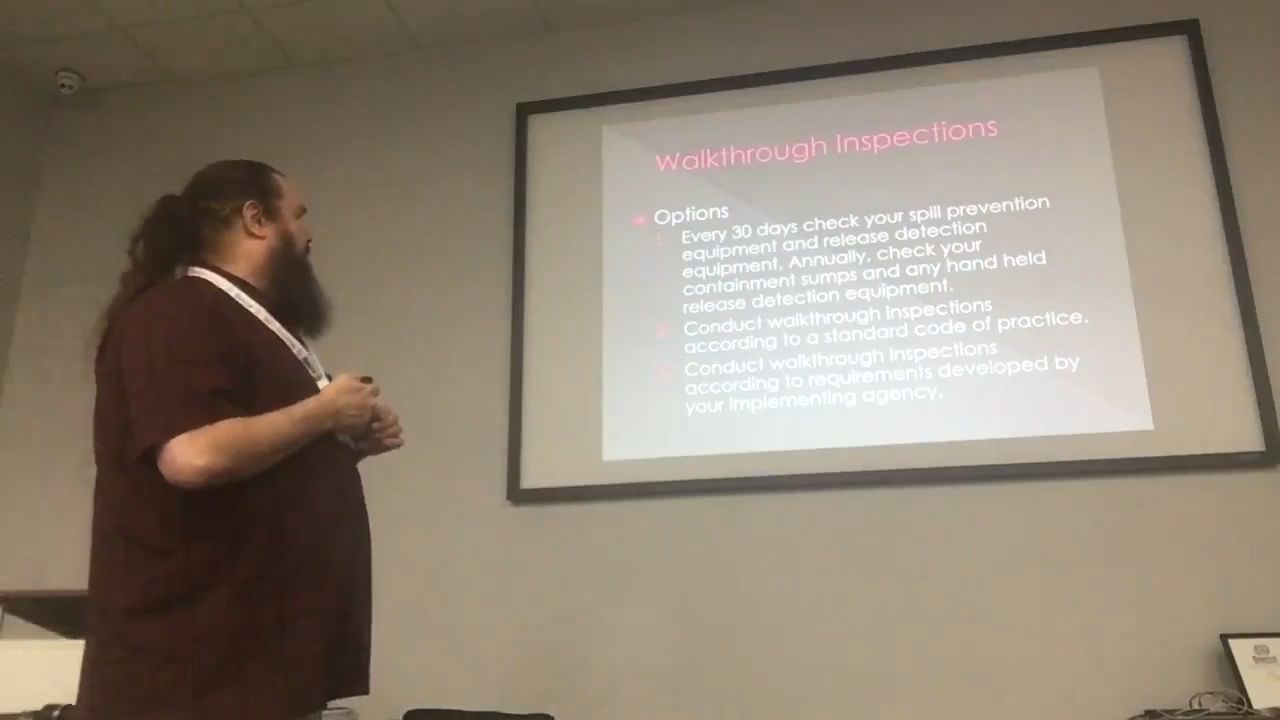 Walkthrough Inspections
Options
1. Every 30 days check your spill prevention
equipment and release detection
equipment. Annually, check your
containment sumps and any hand held
release detection equipment.
2. Conduct walkthrough inspections
according to a standard code of practice.
Conduct walkthrough inspections
according to requirements developed by
your implementing agency.